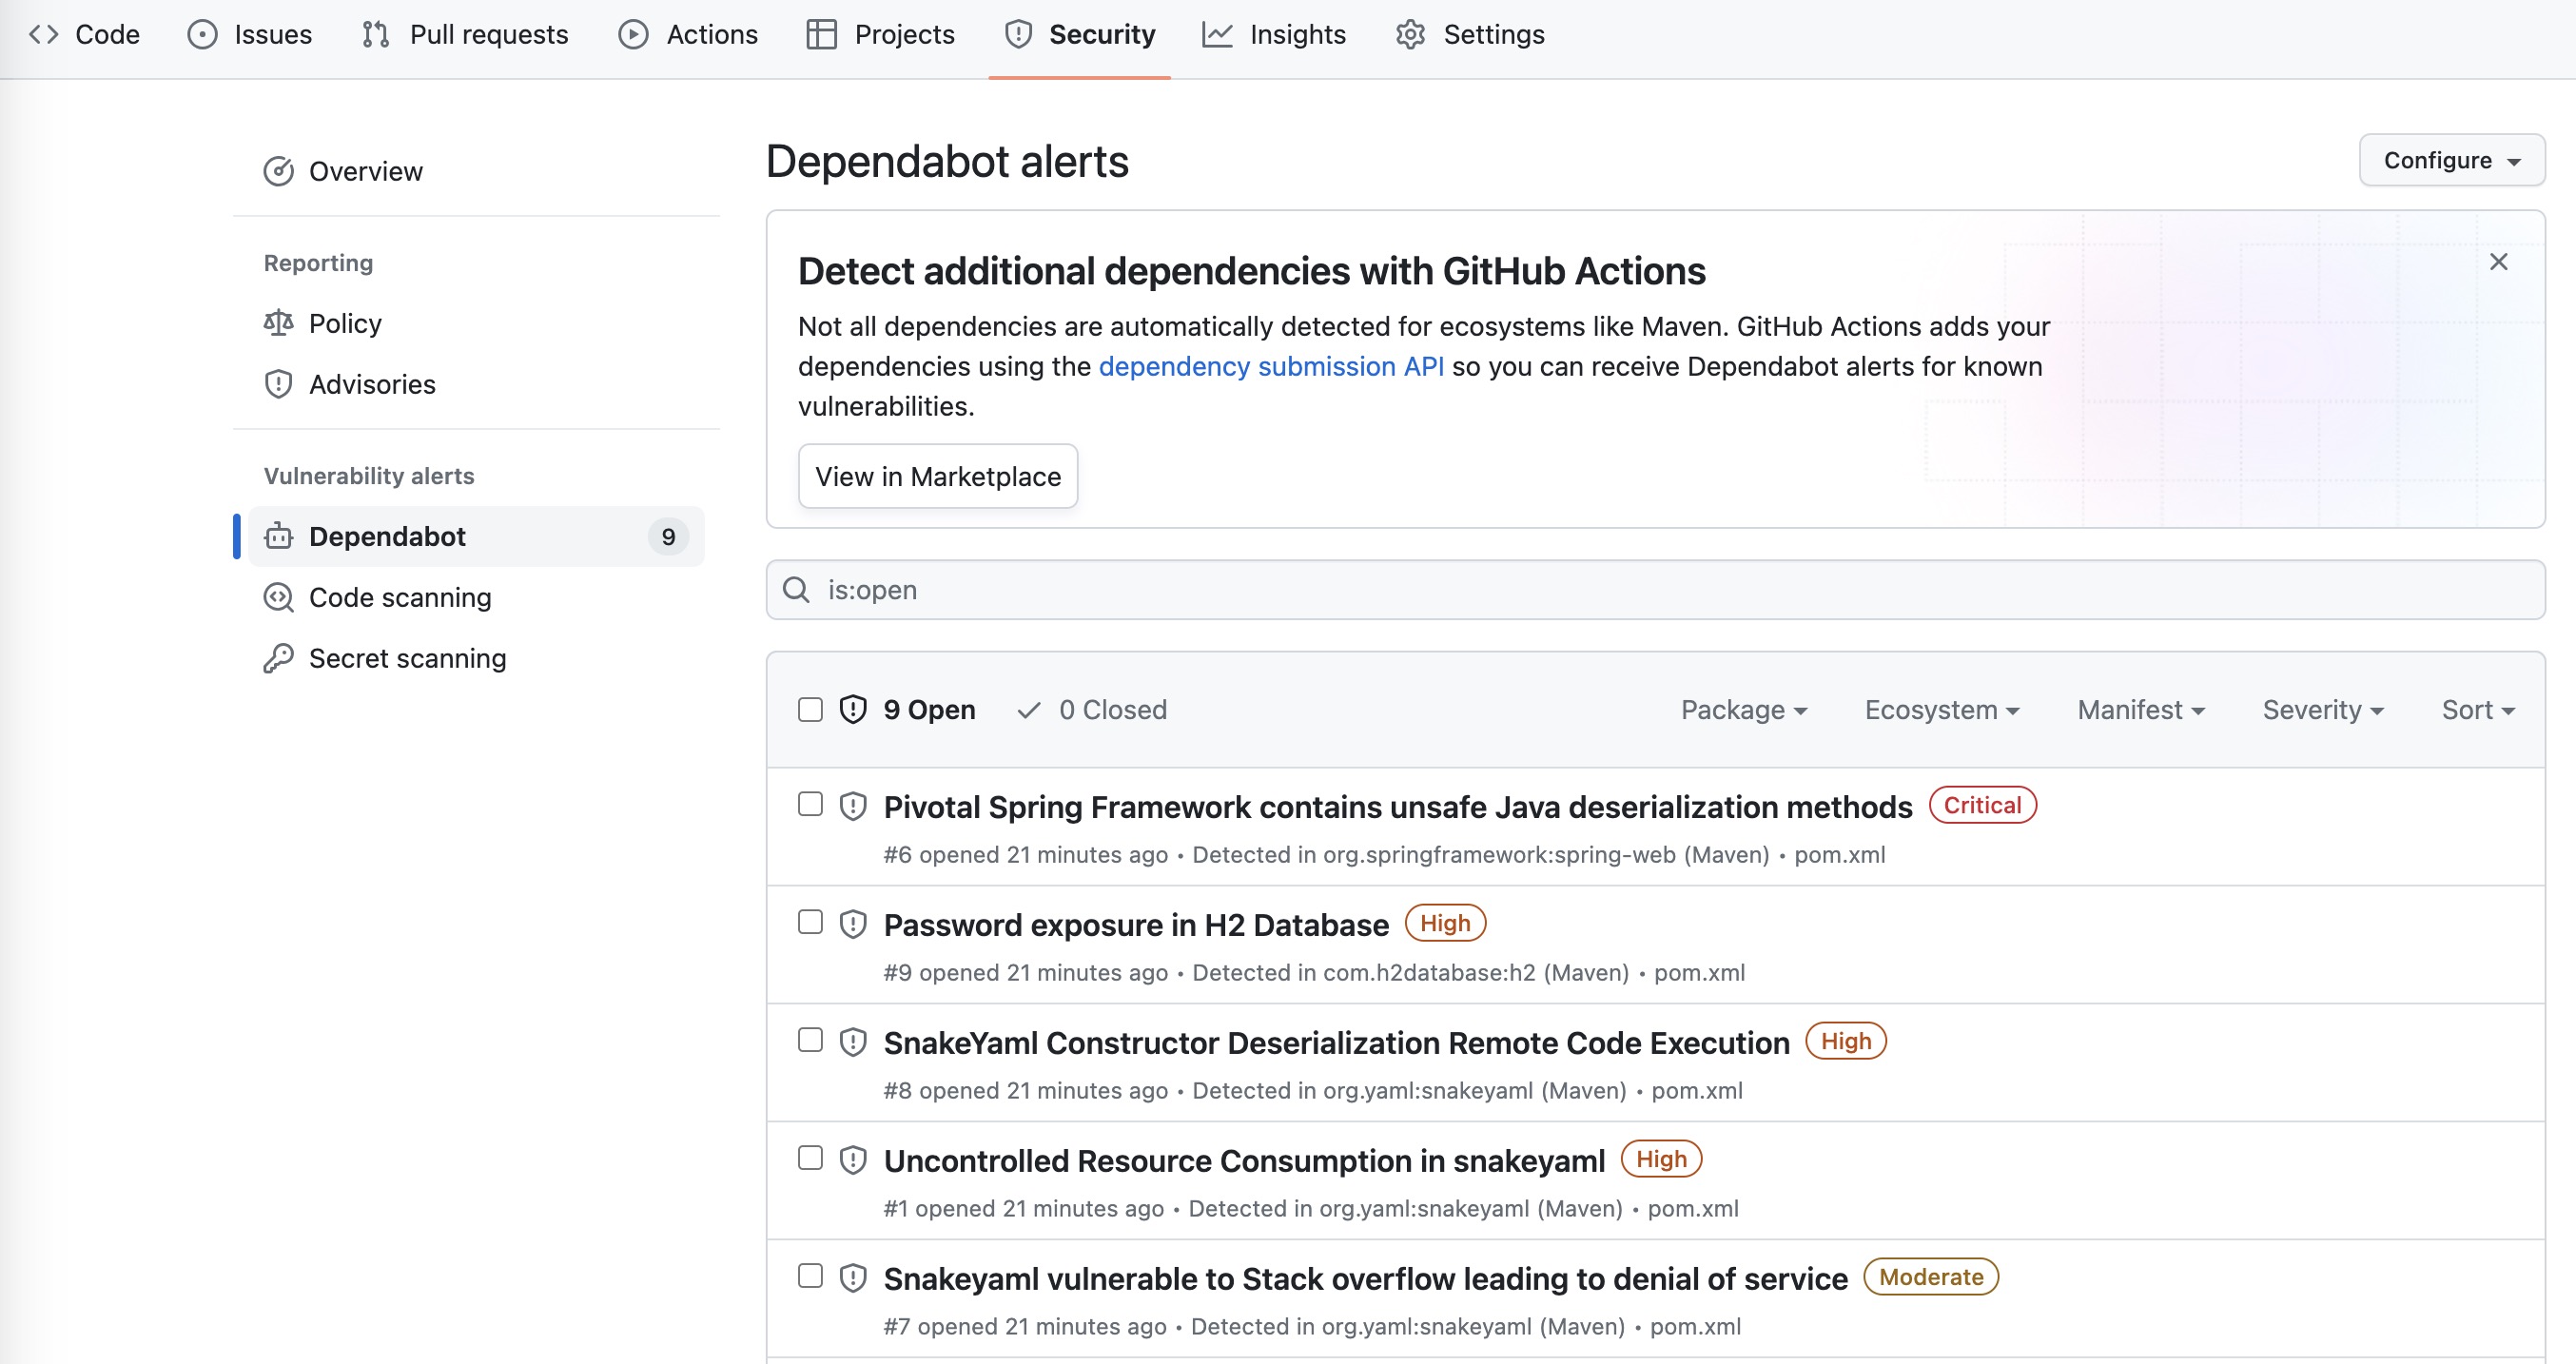 Code Issues Pull requests Actions Projects Security Insights Settings
Overview
Reporting
Policy
Advisories
Vulnerability alerts
Dependabot 9
Code scanning
Secret scanning
Dependabot alerts
Configure
Detect additional dependencies with GitHub Actions
Not all dependencies are automatically detected for ecosystems like Maven. GitHub Actions adds your
dependencies using the dependency submission API so you can receive Dependabot alerts for known
vulnerabilities.
View in Marketplace
is:open
9 Open 0 Closed Package Ecosystem Manifest Severity Sort
Pivotal Spring Framework contains unsafe Java deserialization methods Critical
#6 opened 21 minutes ago • Detected in org.springframework:spring-web (Maven) • pom.xml
Password exposure in H2 Database High
#9 opened 21 minutes ago • Detected in com.h2database:h2 (Maven) • pom.xml
SnakeYaml Constructor Deserialization Remote Code Execution High
#8 opened 21 minutes ago • Detected in org.yaml:snakeyaml (Maven) • pom.xml
Uncontrolled Resource Consumption in snakeyaml High
#1 opened 21 minutes ago • Detected in org.yaml:snakeyaml (Maven) • pom.xml
Snakeyaml vulnerable to Stack overflow leading to denial of service Moderate
#7 opened 21 minutes ago • Detected in org.yaml:snakeyaml (Maven) • pom.xml